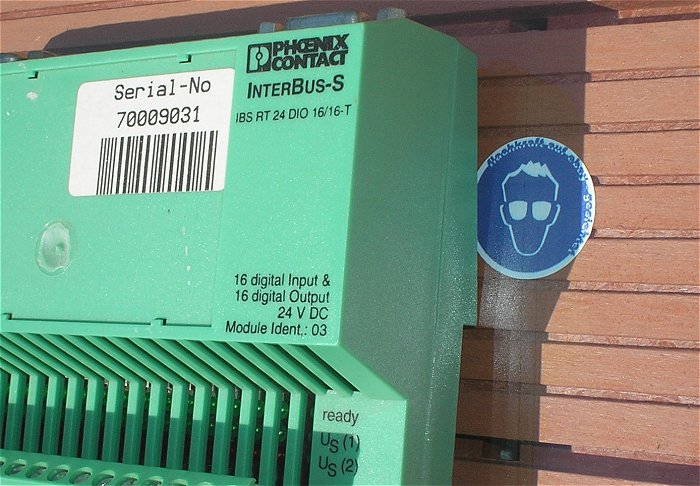 PHŒNIX
CONTACT
INTERBUS-S
IBS RT 24 DIO 16/16-T
Serial-No
70009031
16 digital Input &
16 digital Output
24 V DC
Module Ident.: 03
ready
US (1)
US (2)